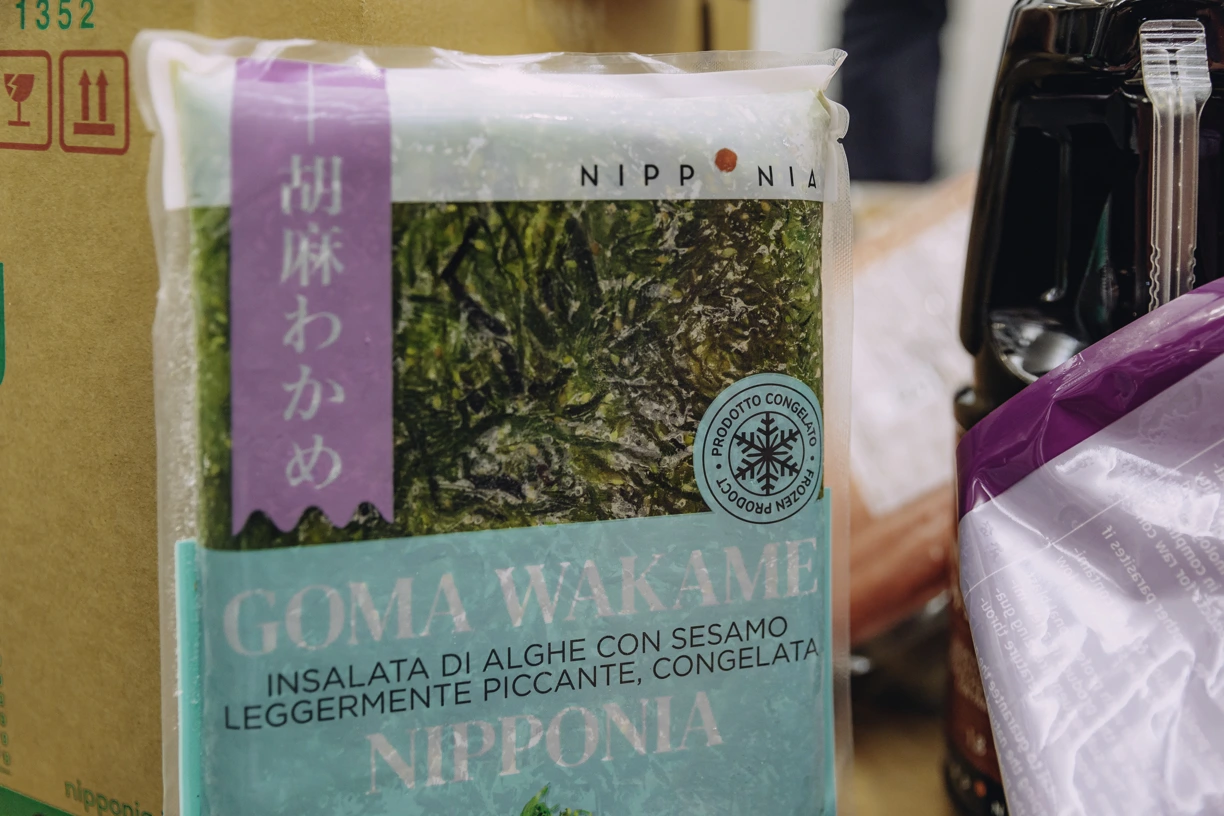 1352
NIPPONIA
胡麻わかめ
PRODOTTO CONGELATO • FROZEN PRODUCT •
GOMA WAKAME
INSALATA DI ALGHE CON SESAMO
LEGGERMENTE PICCANTE, CONGELATA
NIPPONIA
nipponia